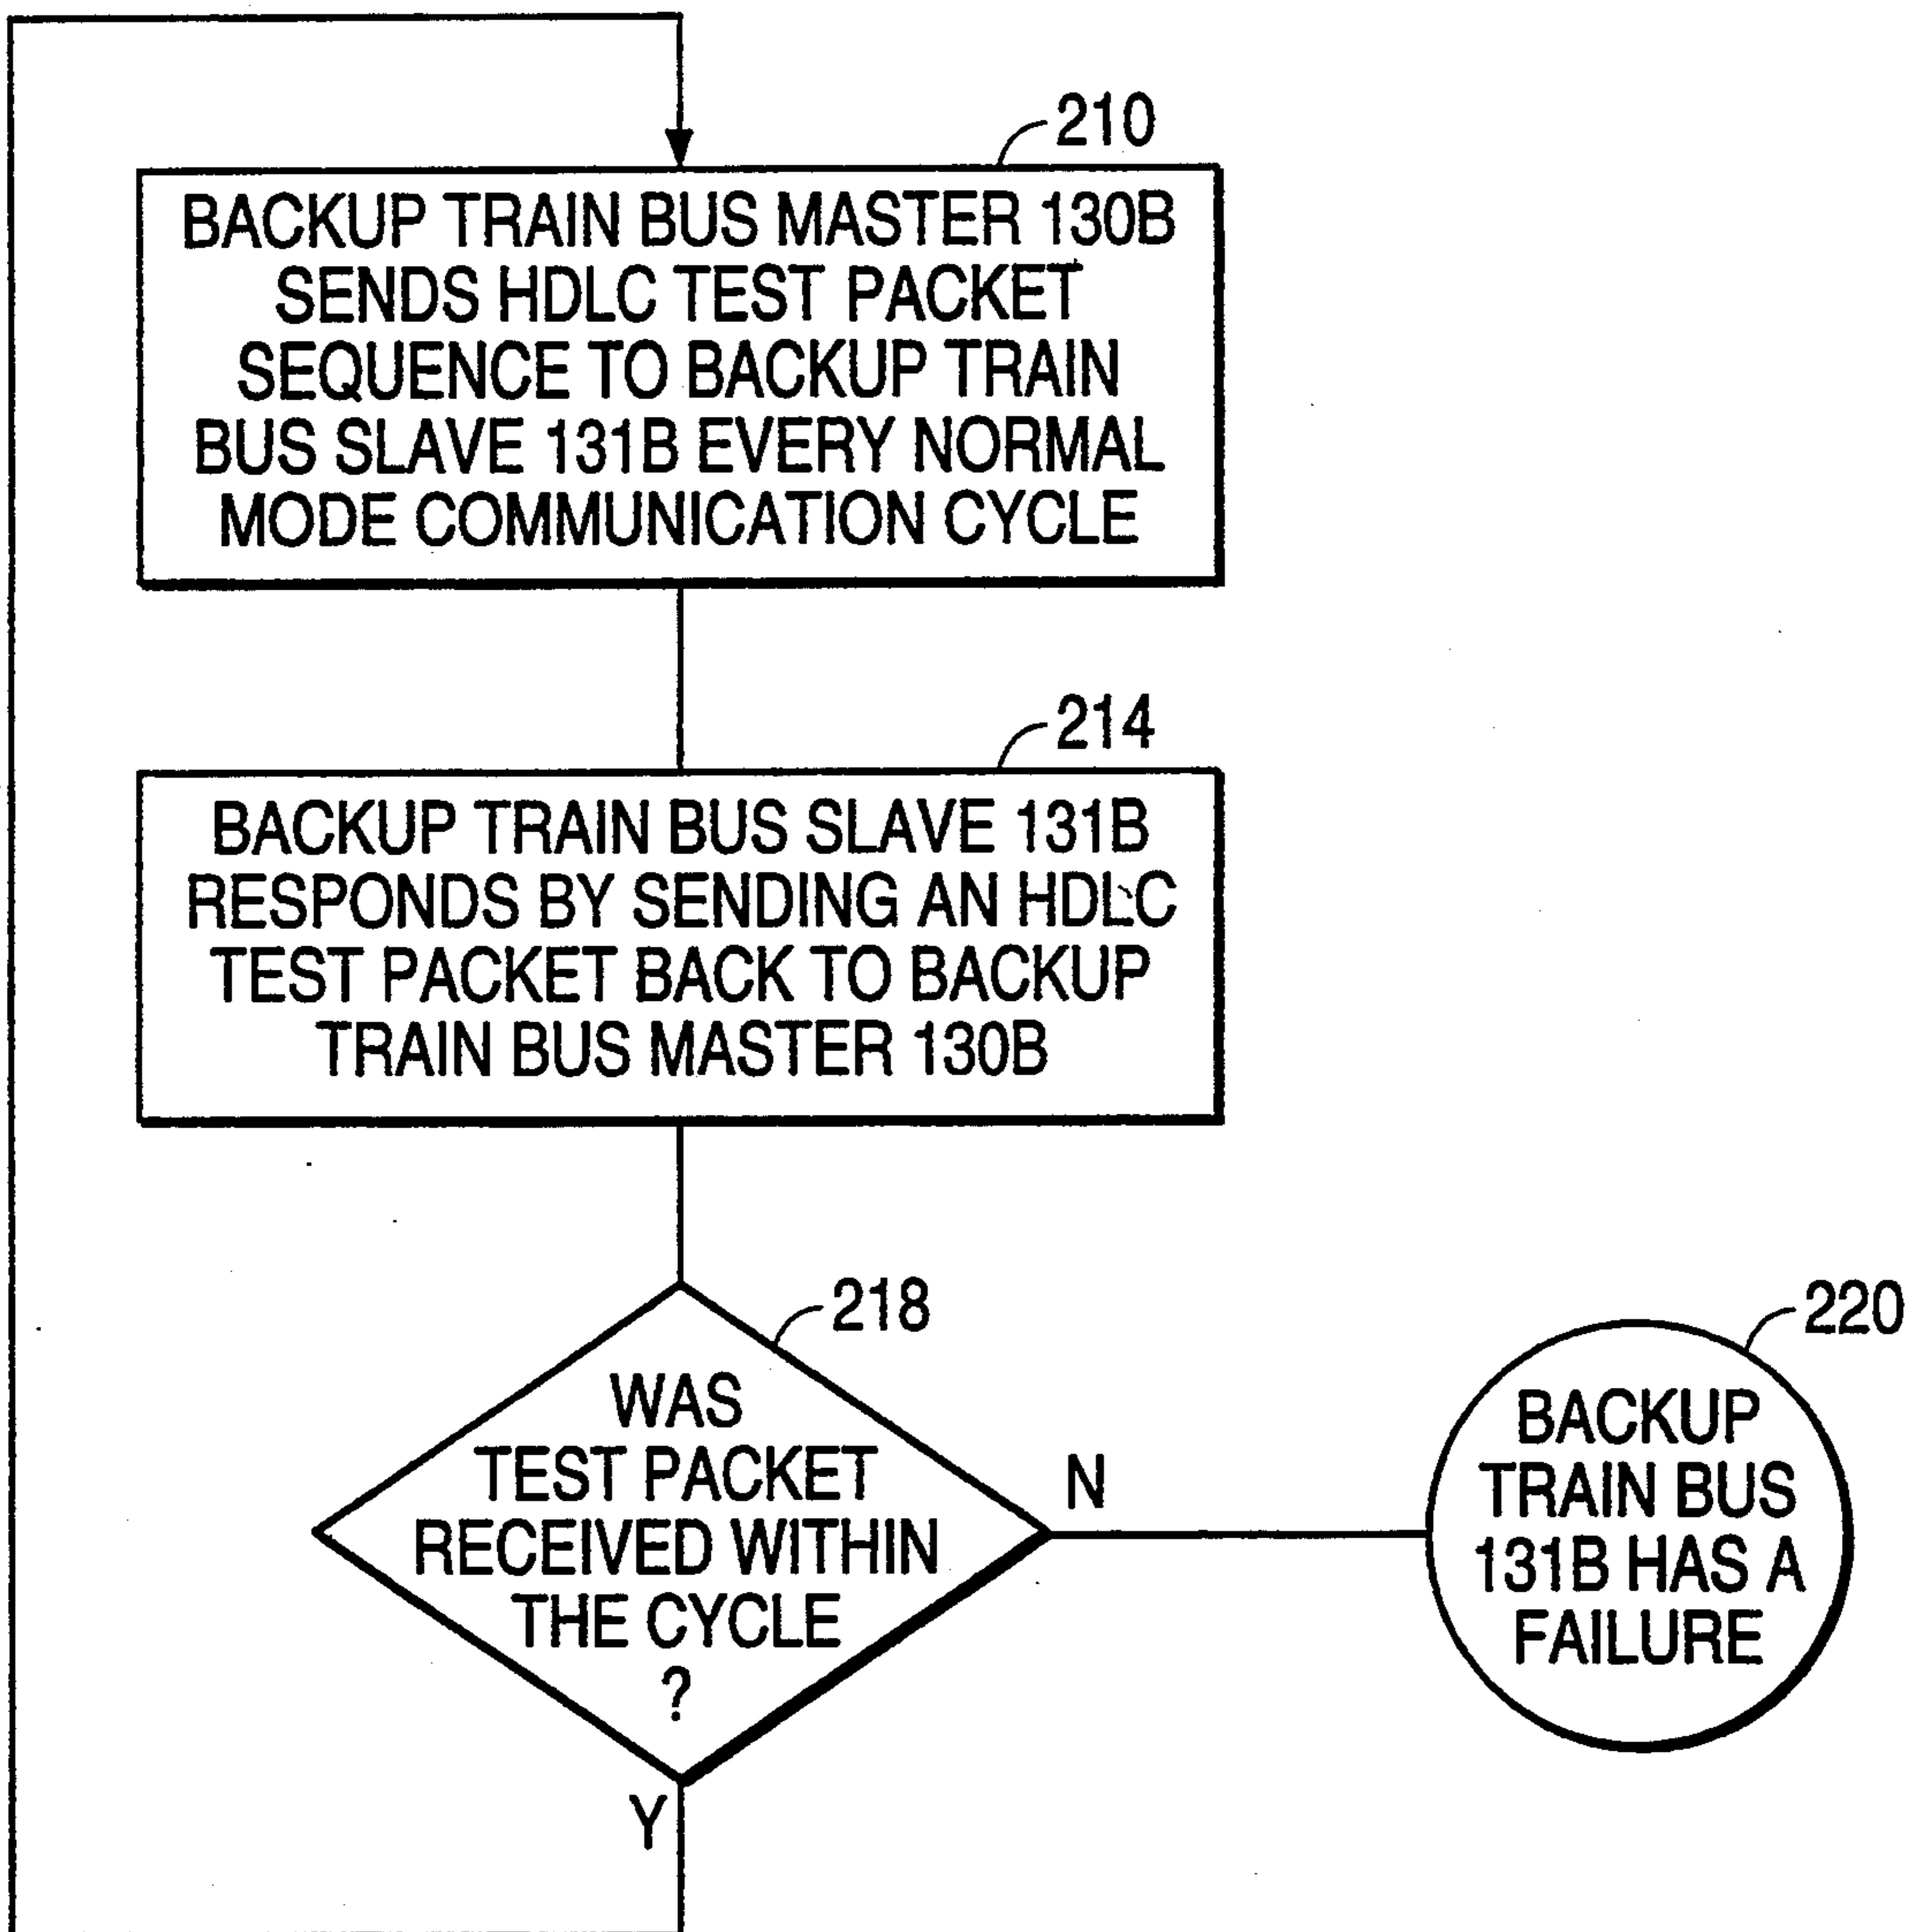 210
BACKUP TRAIN BUS MASTER 130B
SENDS HDLC TEST PACKET
SEQUENCE TO BACKUP TRAIN
BUS SLAVE 131B EVERY NORMAL
MODE COMMUNICATION CYCLE
214
BACKUP TRAIN BUS SLAVE 131B
RESPONDS BY SENDING AN HDLC
TEST PACKET BACK TO BACKUP
TRAIN BUS MASTER 130B
218
WAS
TEST PACKET
RECEIVED WITHIN
THE CYCLE
?
N
Y
220
BACKUP
TRAIN BUS
131B HAS A
FAILURE